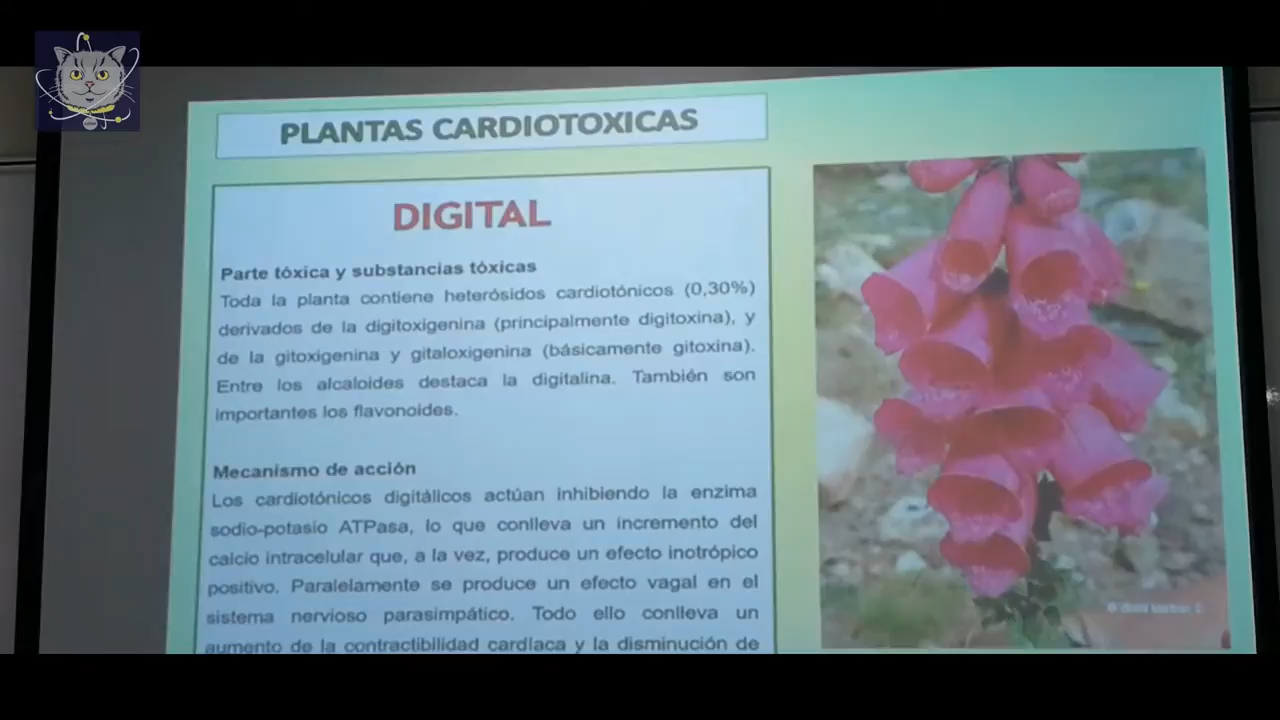 PLANTAS CARDIOTOXICAS
DIGITAL
Parte tóxica y substancias tóxicas
Toda la planta contiene heterósidos cardiotónicos (0,30%)
derivados de la digitoxigenina (principalmente digitoxina), y
de la gitoxigenina y gitaloxigenina (básicamente gitoxina).
Entre los alcaloides destaca la digitalina. También son
importantes los flavonoides.
Mecanismo de acción
Los cardiotónicos digitálicos actúan inhibiendo la enzima
sodio-potasio ATPasa, lo que conlleva un incremento del
calcio intracelular que, a la vez, produce un efecto inotrópico
positivo. Paralelamente se produce un efecto vagal en el
sistema nervioso parasimpático. Todo ello conlleva un
aumento de la contractibilidad cardíaca y la disminución de